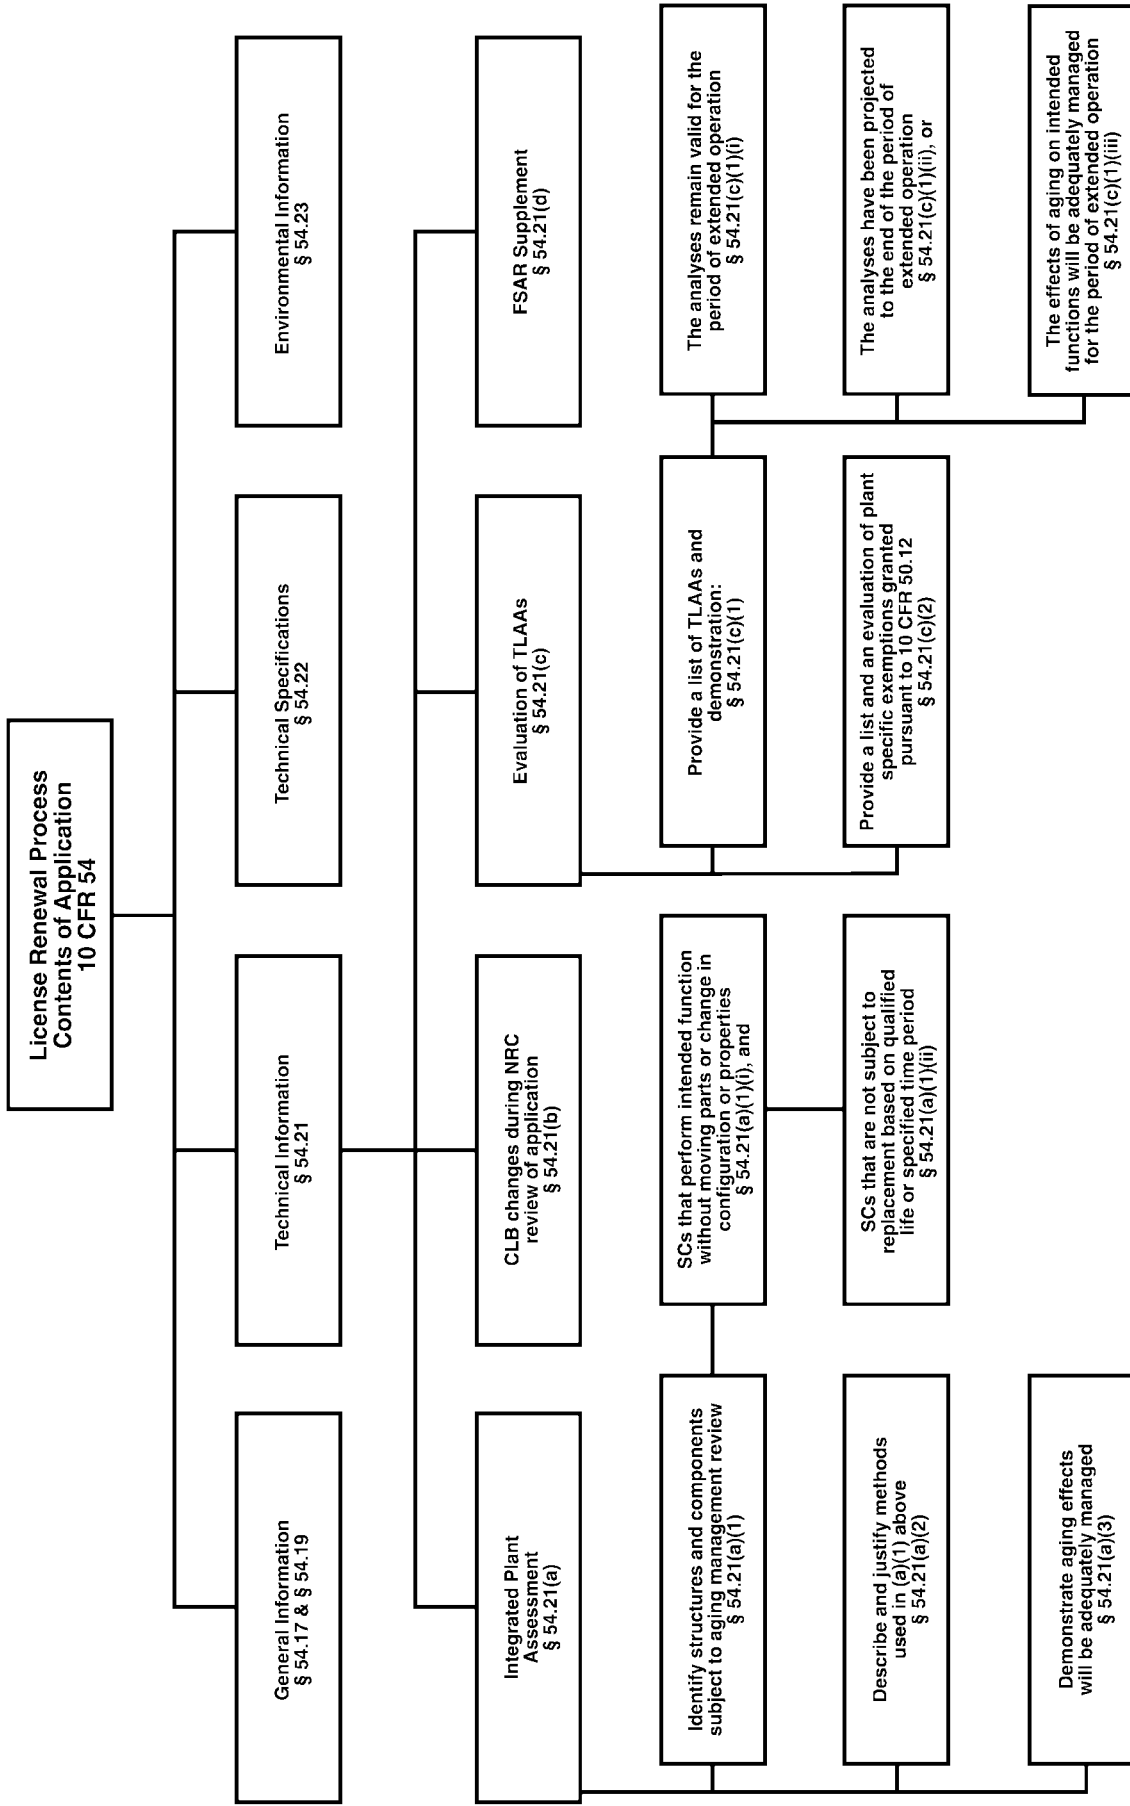 License Renewal Process
Contents of Application
10 CFR 54
General Information
§ 54.17 & § 54.19
Technical Information
§ 54.21
Technical Specifications
§ 54.22
Environmental Information
§ 54.23
Integrated Plant
Assessment
§ 54.21(a)
CLB changes during NRC
review of application
§ 54.21(b)
Evaluation of TLAAs
§ 54.21(c)
FSAR Supplement
§ 54.21(d)
Identify structures and components
subject to aging management review
§ 54.21(a)(1)
SCs that perform intended function
without moving parts or change in
configuration or properties
§ 54.21(a)(1)(i), and
Provide a list of TLAAs and
demonstration:
§ 54.21(c)(1)
The analyses remain valid for the
period of extended operation
§ 54.21(c)(1)(i)
Describe and justify methods
used in (a)(1) above
§ 54.21(a)(2)
SCs that are not subject to
replacement based on qualified
life or specified time period
§ 54.21(a)(1)(ii)
Provide a list and an evaluation of plant
specific exemptions granted
pursuant to 10 CFR 50.12
§ 54.21(c)(2)
The analyses have been projected
to the end of the period of
extended operation
§ 54.21(c)(1)(ii), or
Demonstrate aging effects
will be adequately managed
§ 54.21(a)(3)
The effects of aging on intended
functions will be adequately managed
for the period of extended operation
§ 54.21(c)(1)(iii)